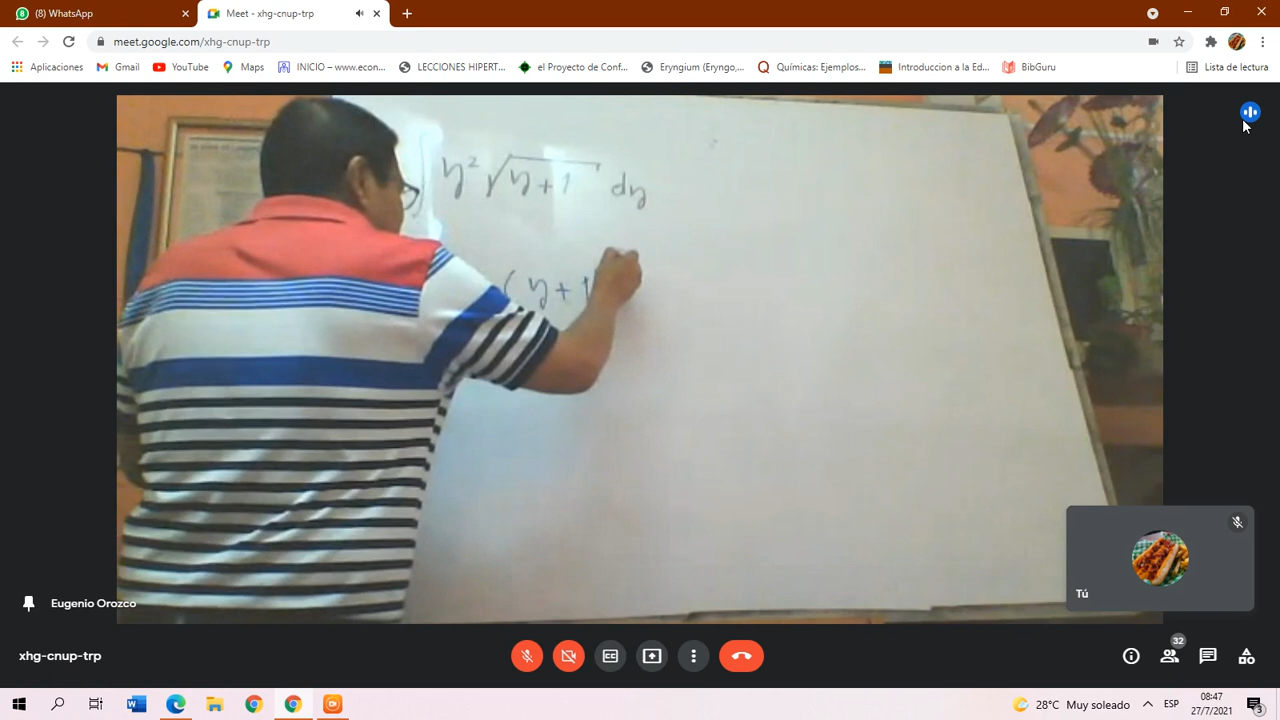 (8) WhatsApp
Meet - xhg-cnup-trp
meet.google.com/xhg-cnup-trp
Aplicaciones
Gmail
YouTube
Maps
INICIO – www.econ...
LECCIONES HIPERT...
el Proyecto de Conf...
Eryngium (Eryngo,...
Químicas: Ejemplos...
Introduccion a la Ed...
BibGuru
Lista de lectura
) y² √y+1 dy
( y+1
Tú
Eugenio Orozco
xhg-cnup-trp
32
08:47
28°C Muy soleado
ESP
27/7/2021
3